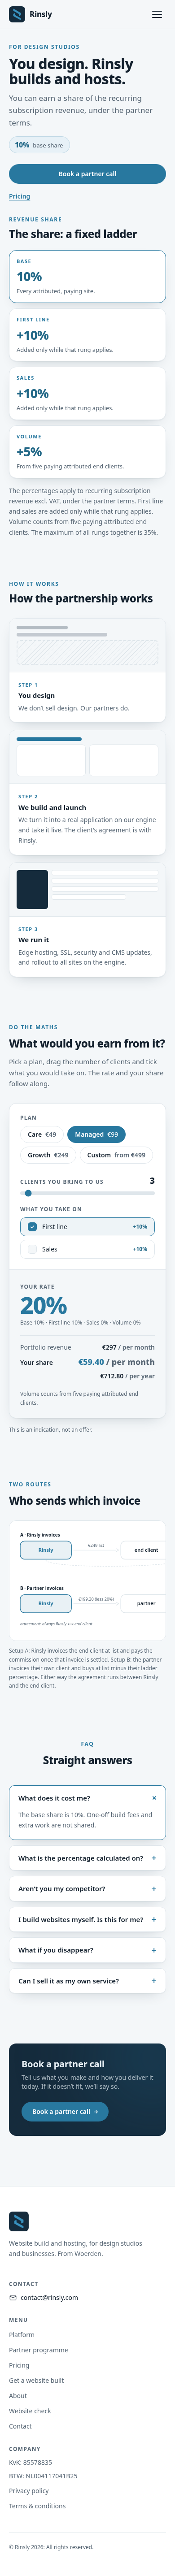 Rinsly
FOR DESIGN STUDIOS
You design. Rinsly
builds and hosts.
You can earn a share of the recurring
subscription revenue, under the partner
terms.
10% base share
Book a partner call
Pricing
REVENUE SHARE
The share: a fixed ladder
BASE
10%
Every attributed, paying site.
FIRST LINE
+10%
Added only while that rung applies.
SALES
+10%
Added only while that rung applies.
VOLUME
+5%
From five paying attributed end clients.
The percentages apply to recurring subscription
revenue excl. VAT, under the partner terms. First line
and sales are added only while that rung applies.
Volume counts from five paying attributed end
clients. The maximum of all rungs together is 35%.
HOW IT WORKS
How the partnership works
STEP 1
You design
We don't sell design. Our partners do.
STEP 2
We build and launch
We turn it into a real application on our engine
and take it live. The client's agreement is with
Rinsly.
STEP 3
We run it
Edge hosting, SSL, security and CMS updates,
and rollout to all sites on the engine.
DO THE MATHS
What would you earn from it?
Pick a plan, drag the number of clients and tick
what you would take on. The rate and your share
follow along.
PLAN
Care €49
Managed €99
Growth €249
Custom from €499
CLIENTS YOU BRING TO US 3
WHAT YOU TAKE ON
First line +10%
Sales +10%
YOUR RATE
20%
Base 10% · First line 10% · Sales 0% · Volume 0%
Portfolio revenue €297 / per month
Your share €59.40 / per month
€712.80 / per year
Volume counts from five paying attributed end
clients.
This is an indication, not an offer.
TWO ROUTES
Who sends which invoice
A · Rinsly invoices
Rinsly
€249 list
end client
B · Partner invoices
Rinsly
€199.20 (less 20%)
partner
agreement: always Rinsly <-> end client
Setup A: Rinsly invoices the end client at list and pays the
commission once that invoice is settled. Setup B: the partner
invoices their own client and buys at list minus their ladder
percentage. Either way the agreement runs between Rinsly
and the end client.
FAQ
Straight answers
What does it cost me? ×
The base share is 10%. One-off build fees and
extra work are not shared.
What is the percentage calculated on? +
Aren't you my competitor? +
I build websites myself. Is this for me? +
What if you disappear? +
Can I sell it as my own service? +
Book a partner call
Tell us what you make and how you deliver it
today. If it doesn't fit, we'll say so.
Book a partner call →
Website build and hosting, for design studios
and businesses. From Woerden.
CONTACT
contact@rinsly.com
MENU
Platform
Partner programme
Pricing
Get a website built
About
Website check
Contact
COMPANY
KvK: 85578835
BTW: NL004117041B25
Privacy policy
Terms & conditions
© Rinsly 2026: All rights reserved.